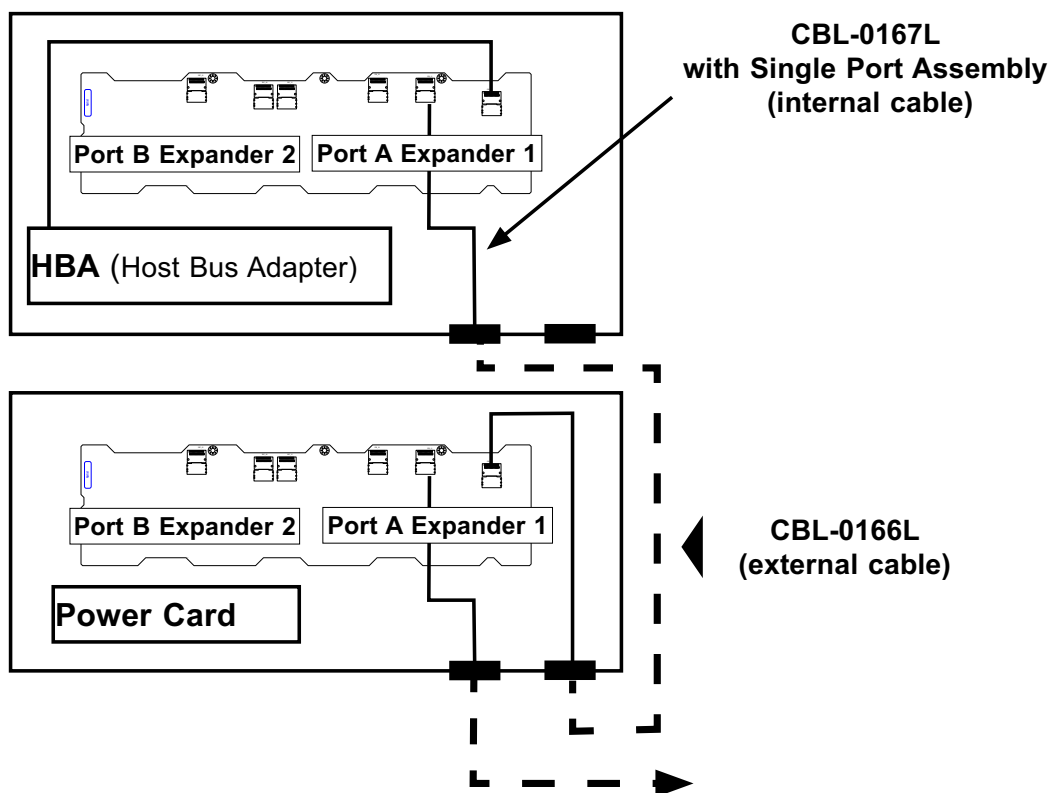 CBL-0167L
with Single Port Assembly
(internal cable)
Port B Expander 2
Port A Expander 1
HBA (Host Bus Adapter)
Port B Expander 2
Port A Expander 1
CBL-0166L
(external cable)
Power Card